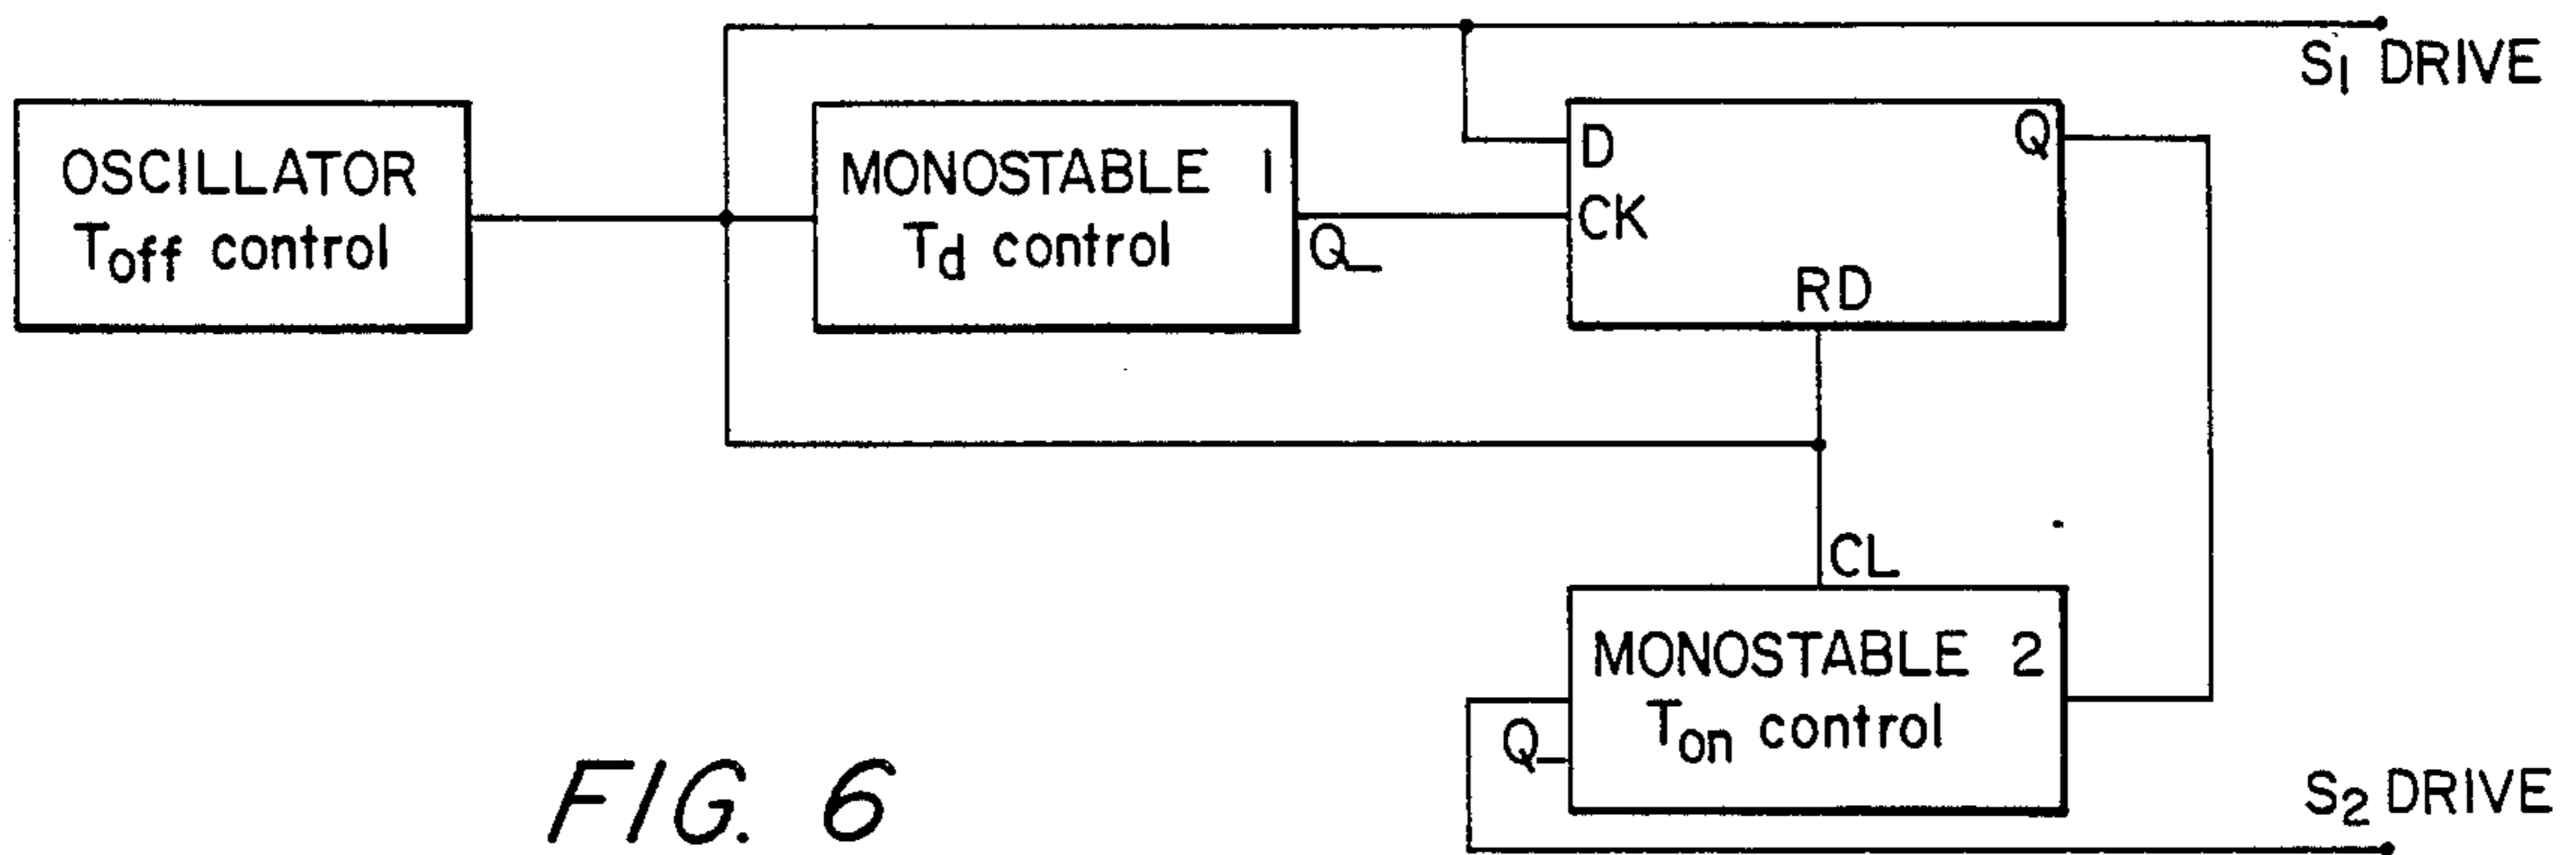 S1 DRIVE
OSCILLATOR
Toff control
MONOSTABLE 1
Td control
Q_
D
CK
RD
Q
CL
MONOSTABLE 2
Ton control
Q_
S2 DRIVE
FIG. 6